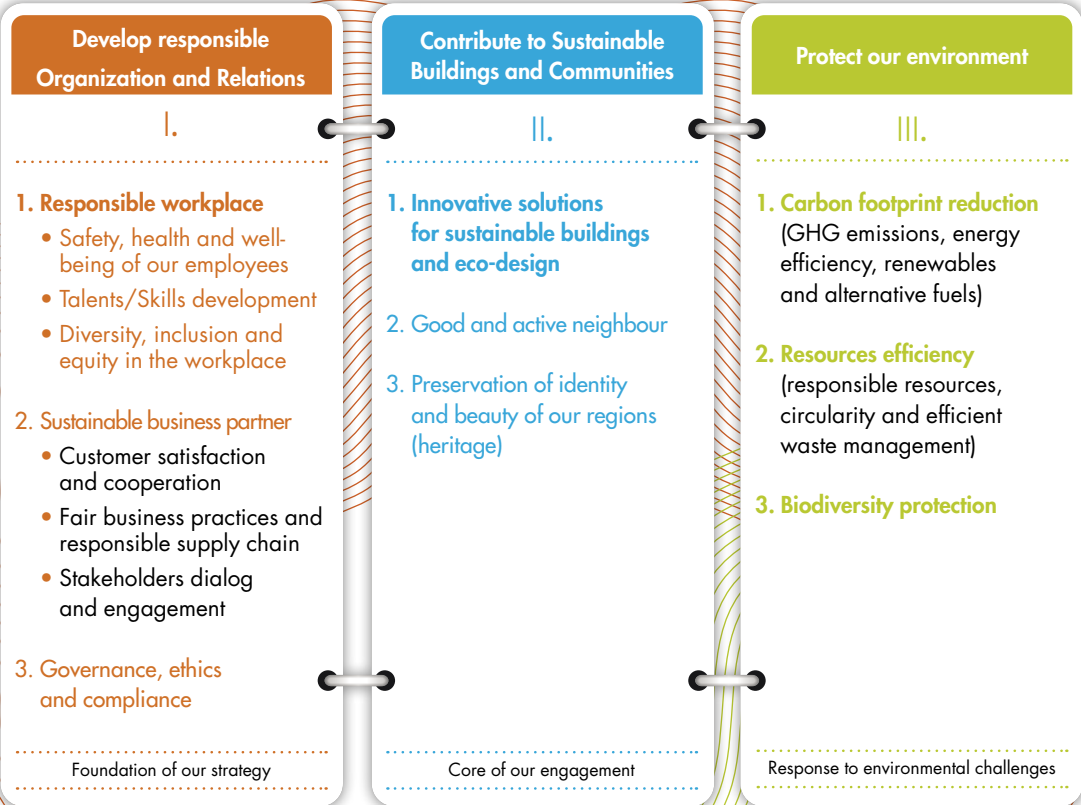 Develop responsible
Organization and Relations
I.
1. Responsible workplace
• Safety, health and well-
being of our employees
• Talents/Skills development
• Diversity, inclusion and
equity in the workplace
2. Sustainable business partner
• Customer satisfaction
and cooperation
• Fair business practices and
responsible supply chain
• Stakeholders dialog
and engagement
3. Governance, ethics
and compliance
Foundation of our strategy
Contribute to Sustainable
Buildings and Communities
II.
1. Innovative solutions
for sustainable buildings
and eco-design
2. Good and active neighbour
3. Preservation of identity
and beauty of our regions
(heritage)
Core of our engagement
Protect our environment
III.
1. Carbon footprint reduction
(GHG emissions, energy
efficiency, renewables
and alternative fuels)
2. Resources efficiency
(responsible resources,
circularity and efficient
waste management)
3. Biodiversity protection
Response to environmental challenges